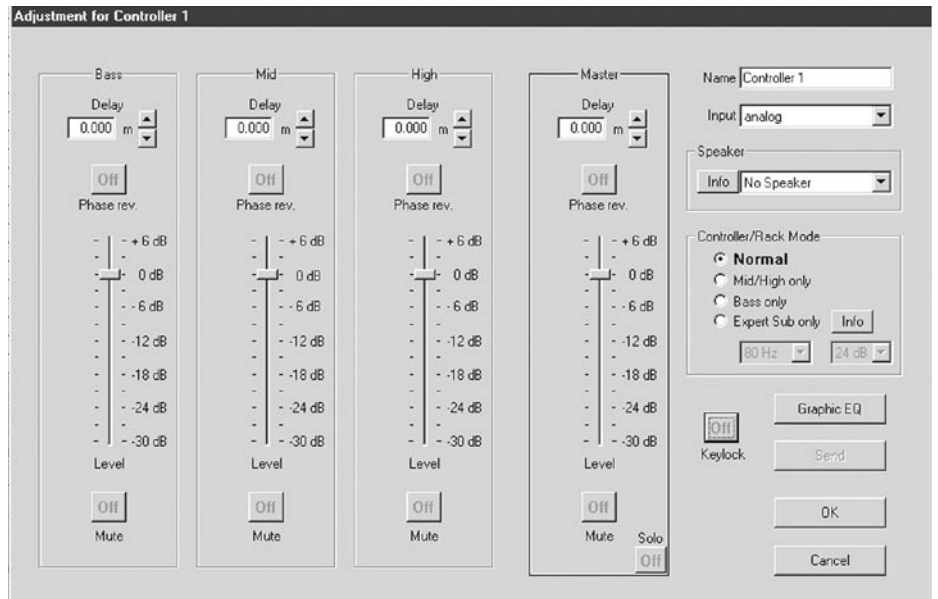 Adjustment for Controller 1
Bass
Delay
0.000 m
Off
Phase rev.
+ 6 dB
0 dB
- 6 dB
-12 dB
-18 dB
-24 dB
-30 dB
Level
Off
Mute
Mid
Delay
0.000 m
Off
Phase rev.
+ 6 dB
0 dB
- 6 dB
-12 dB
-18 dB
-24 dB
-30 dB
Level
Off
Mute
High
Delay
0.000 m
Off
Phase rev.
+ 6 dB
0 dB
- 6 dB
-12 dB
-18 dB
-24 dB
-30 dB
Level
Off
Mute
Master
Delay
0.000 m
Off
Phase rev.
+ 6 dB
0 dB
- 6 dB
-12 dB
-18 dB
-24 dB
-30 dB
Level
Off
Mute
Solo
Off
Name Controller 1
Input analog
Speaker
Info No Speaker
Controller/Rack Mode
Normal
Mid/High only
Bass only
Expert Sub only Info
80 Hz 24 dB
Off
Keylock
Graphic EQ
Send
OK
Cancel